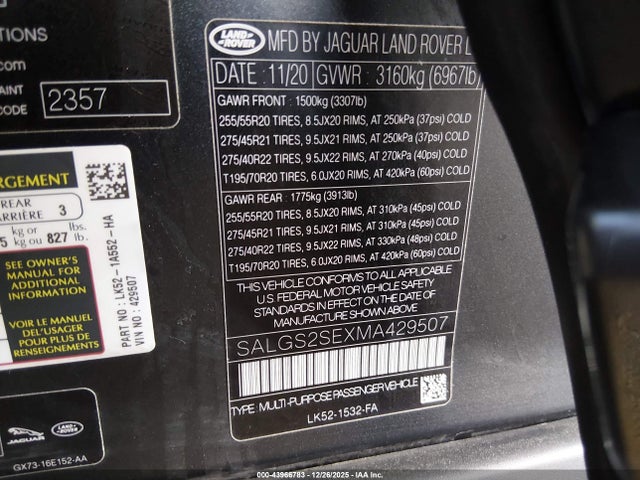 TIONS
.com
CODE
2357
RGEMENT
REAR
ARRIÈRE 3
kg or lbs.
kg ou 827 lb.
SEE OWNER'S
MANUAL FOR
ADDITIONAL
INFORMATION
VOIR LE MANUEL
DEL'USAGER
POUR PLUS DE
RENSEIGNEMENTS
PART NO : LK52-1A552-HA
VIN NO : 429507
JAGUAR
LAND ROVER
GX73-16E152-AA
LAND ROVER
MFD BY JAGUAR LAND ROVER L
DATE : 11/20 GVWR : 3160kg (6967lb)
GAWR FRONT : 1500kg (3307lb)
255/55R20 TIRES, 8.5JX20 RIMS, AT 250kPa (37psi) COLD
275/45R21 TIRES, 9.5JX21 RIMS, AT 250kPa (37psi) COLD
275/40R22 TIRES, 9.5JX22 RIMS, AT 270kPa (40psi) COLD
T195/70R20 TIRES, 6.0JX20 RIMS, AT 420kPa (60psi) COLD
GAWR REAR : 1775kg (3913lb)
255/55R20 TIRES, 8.5JX20 RIMS, AT 310kPa (45psi) COLD
275/45R21 TIRES, 9.5JX21 RIMS, AT 310kPa (45psi) COLD
275/40R22 TIRES, 9.5JX22 RIMS, AT 330kPa (48psi) COLD
T195/70R20 TIRES, 6.0JX20 RIMS, AT 420kPa (60psi) COLD
THIS VEHICLE CONFORMS TO ALL APPLICABLE
U.S. FEDERAL MOTOR VEHICLE SAFETY
STANDARDS IN EFFECT ON THE DATE OF
MANUFACTURE SHOWN ABOVE.
SALGS2SEXMA429507
TYPE: MULTI-PURPOSE PASSENGER VEHICLE
LK52-1532-FA
000-43966783 - 12/26/2025 - IAAI